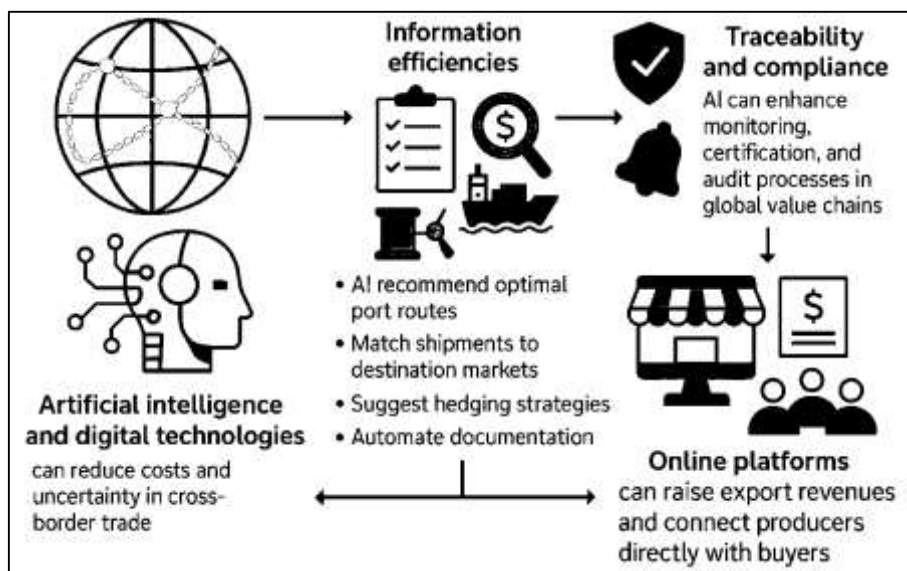 Information
efficiencies
$
• AI recommend optimal
port routes
• Match shipments to
destination markets
• Suggest hedging strategies
• Automate documentation
Traceability
and compliance
AI can enhance
monitoring,
certification, and
audit processes in
global value chains
Artificial intelligence
and digital technologies
can reduce costs and
uncertainty in cross-
border trade
$
Online platforms
can raise export revenues
and connect producers
directly with buyers